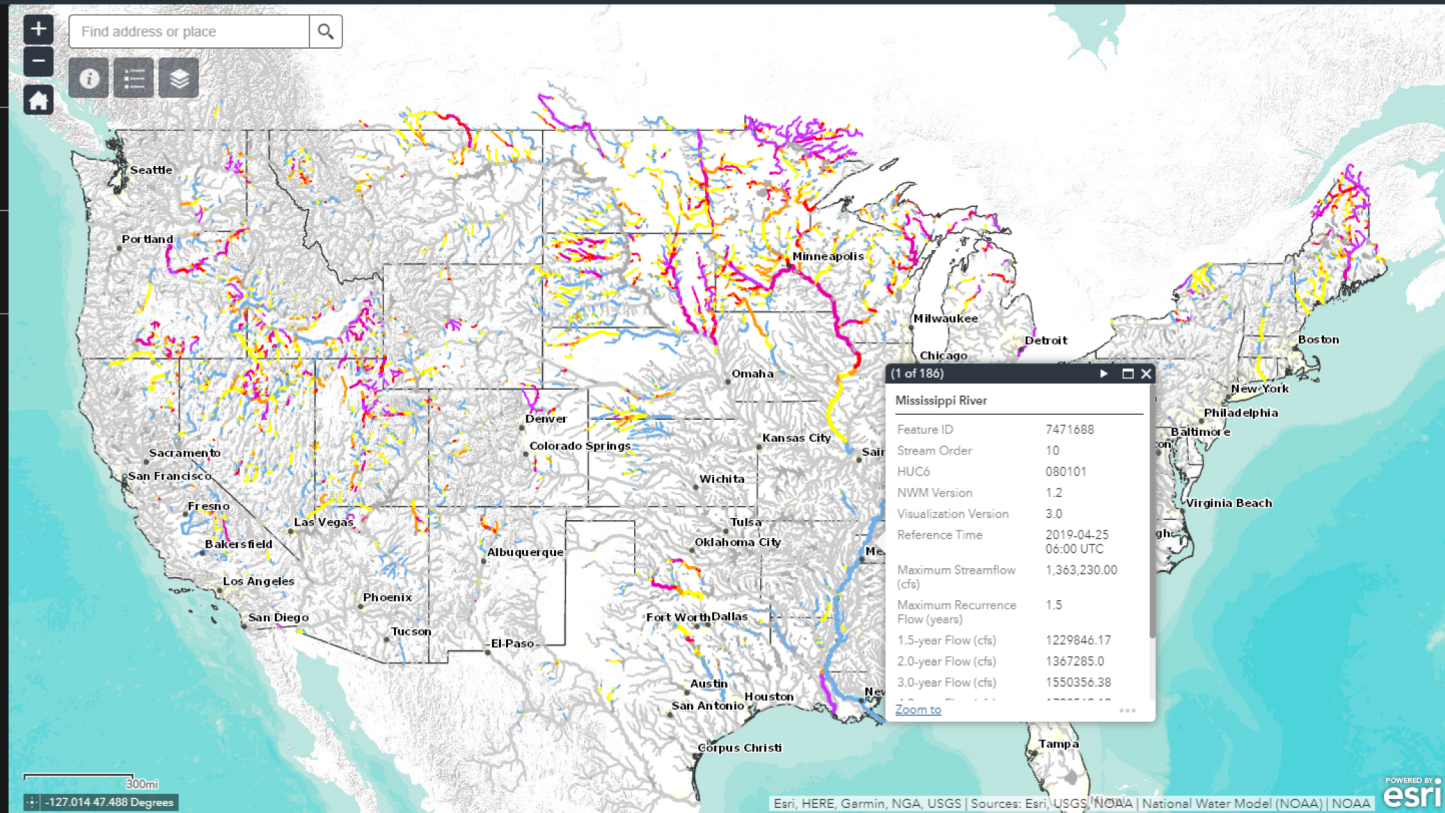 Find address or place
Seattle
Portland
Minneapolis
Milwaukee
Detroit
Boston
Chicago
(1 of 186)
Omaha
New-York
Mississippi River
Philadelphia
Denver
Baltimore
Feature ID 7471688
Kansas City
Colorado Springs
Stream Order 10
Sacramento
HUC6 080101
San Francisco
Wichita
NWM Version 1.2
Virginia Beach
Fresno
Visualization Version 3.0
Las Vegas
Tulsa
Reference Time 2019-04-25
06:00 UTC
Oklahoma City
Bakersfield
Albuquerque
Maximum Streamflow 1,363,230.00
(cfs)
Los Angeles
Phoenix
Maximum Recurrence 1.5
Flow (years)
San Diego
Fort Worth Dallas
Tucson
El-Paso
1.5-year Flow (cfs) 1229846.17
2.0-year Flow (cfs) 1367285.0
3.0-year Flow (cfs) 1550356.38
Austin
Houston
San Antonio
Zoom to
Corpus Christi
Tampa
300mi
-127.014 47.488 Degrees
POWERED BY
esri
Esri, HERE, Garmin, NGA, USGS | Sources: Esri, USGS, NOAA | National Water Model (NOAA) | NOAA